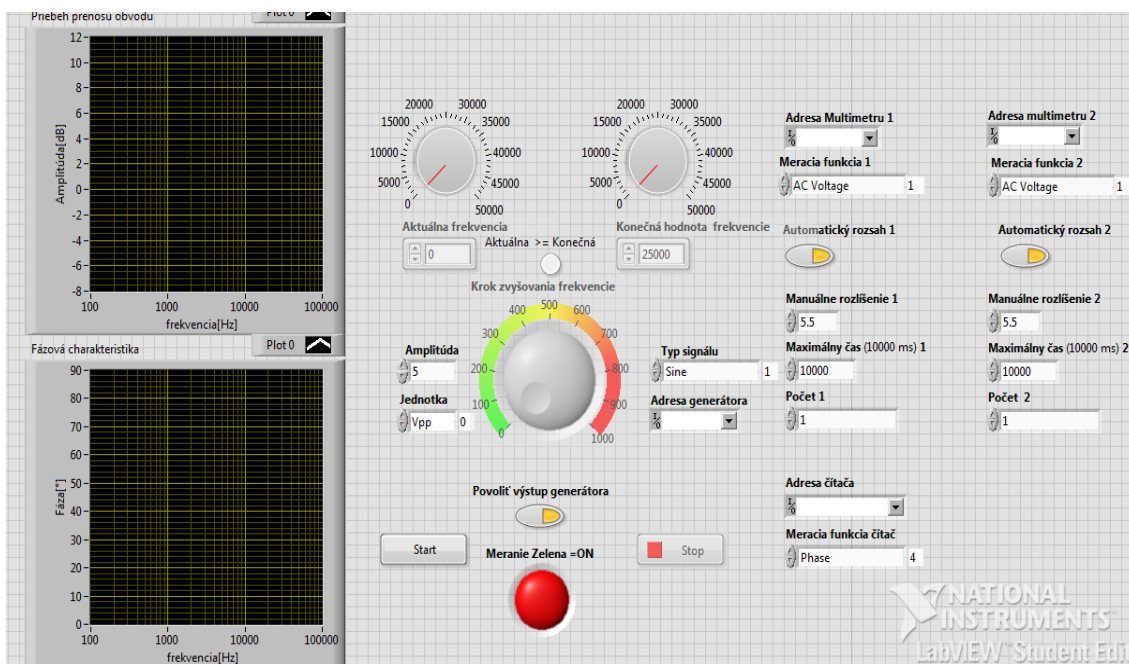 Priebeh prenosu obvodu
Plot 0
12
10
8
6
4
2
0
-2
-4
-6
-8
Amplitúda[dB]
100 1000 10000 100000
frekvencia[Hz]
Fázová charakteristika
Plot 0
90
80
70
60
50
40
30
20
10
0
Fáza[°]
100 1000 10000 100000
frekvencia[Hz]
0 5000 10000 15000 20000 30000 35000 40000 45000 50000
Aktuálna frekvencia
0
0 5000 10000 15000 20000 30000 35000 40000 45000 50000
Konečná hodnota frekvencie
25000
Aktuálna >= Konečná
Krok zvyšovania frekvencie
0 100 200 300 400 500 600 700 800 900 1000
Amplitúda
5
Jednotka
Vpp 0
Typ signálu
Sine 1
Adresa generátora
Povoliť výstup generátora
Start
Meranie Zelena =ON
Stop
Adresa Multimetru 1
Meracia funkcia 1
AC Voltage 1
Automatický rozsah 1
Manuálne rozlíšenie 1
5.5
Maximálny čas (10000 ms) 1
10000
Počet 1
1
Adresa multimetru 2
Meracia funkcia 2
AC Voltage 1
Automatický rozsah 2
Manuálne rozlíšenie 2
5.5
Maximálny čas (10000 ms) 2
10000
Počet 2
1
Adresa čítača
Meracia funkcia čítač
Phase 4
NATIONAL
INSTRUMENTS
LabVIEW Student Edi